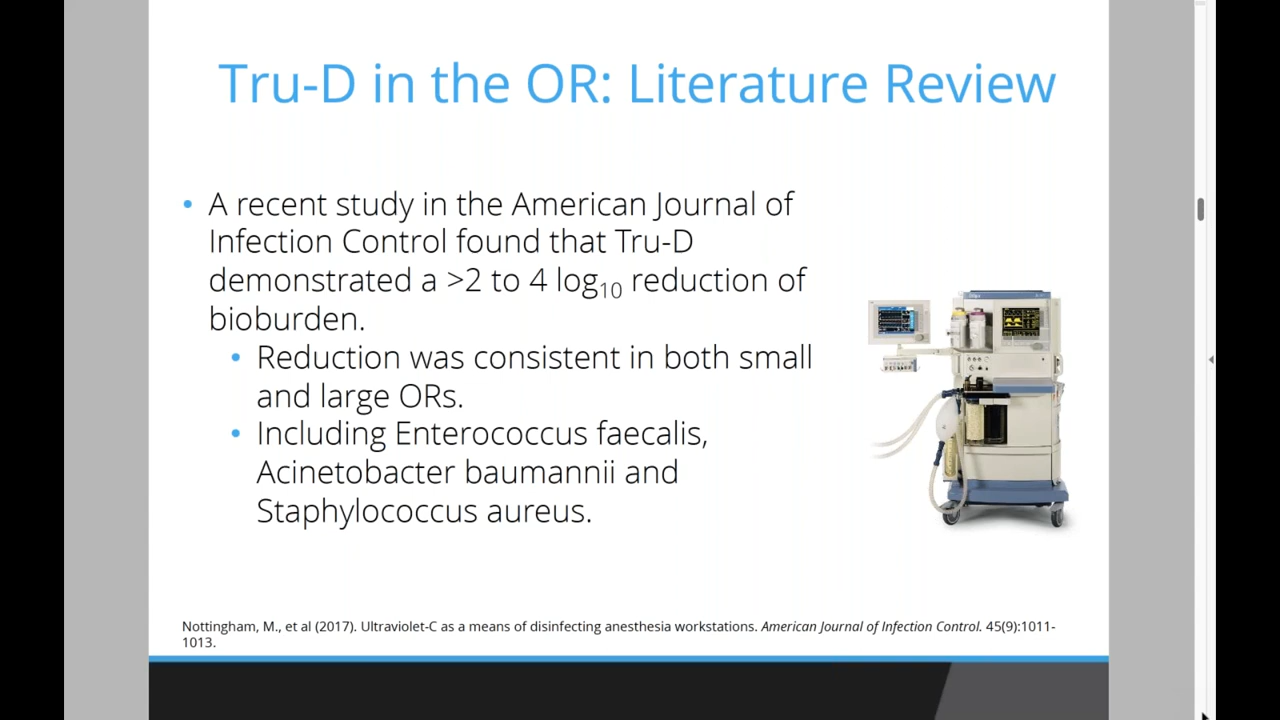 Tru-D in the OR: Literature Review
• A recent study in the American Journal of
Infection Control found that Tru-D
demonstrated a >2 to 4 log10 reduction of
bioburden.
• Reduction was consistent in both small
and large ORs.
• Including Enterococcus faecalis,
Acinetobacter baumannii and
Staphylococcus aureus.
Nottingham, M., et al (2017). Ultraviolet-C as a means of disinfecting anesthesia workstations. American Journal of Infection Control. 45(9):1011-
1013.